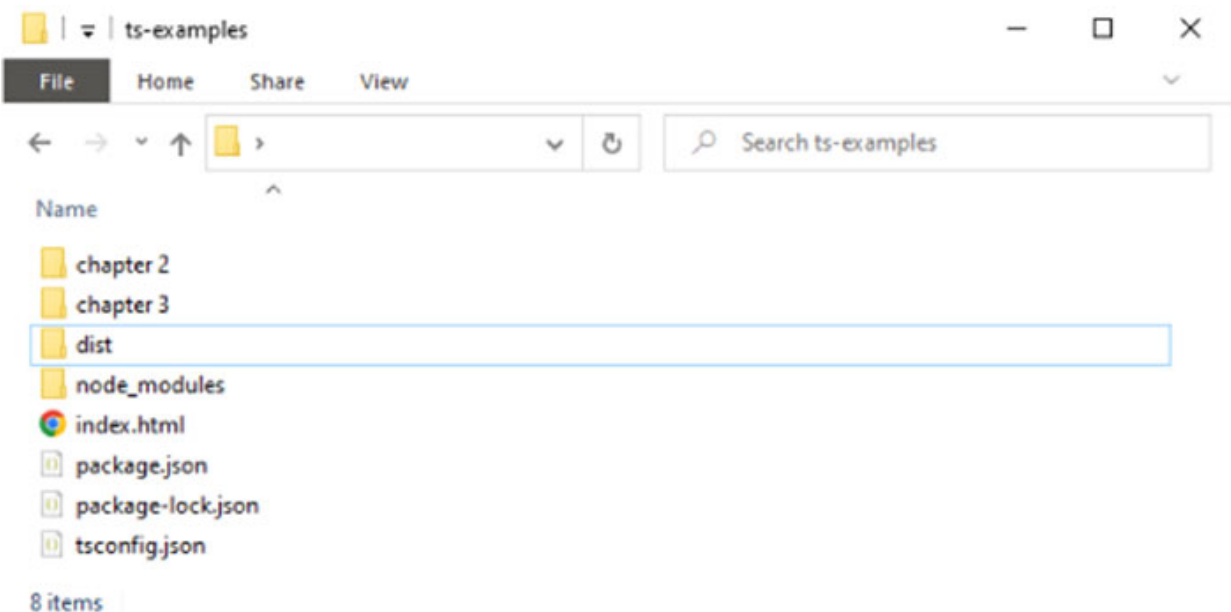 ts-examples
File Home Share View
Search ts-examples
Name
chapter 2
chapter 3
dist
node_modules
index.html
package.json
package-lock.json
tsconfig.json
8 items